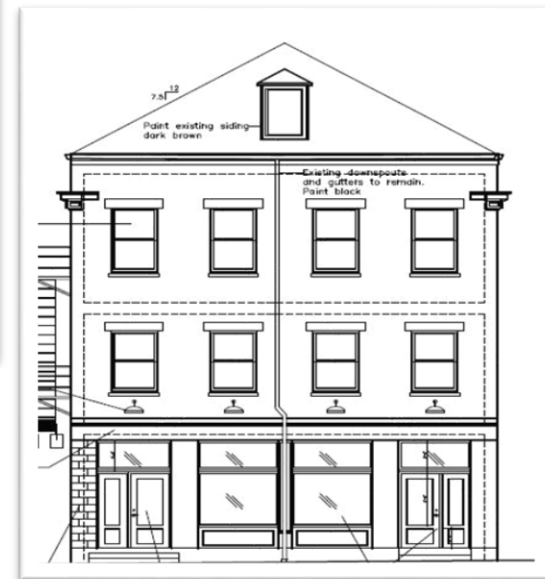 12
7.5
Paint existing siding
dark brown
Existing downspouts
and gutters to remain.
Paint black